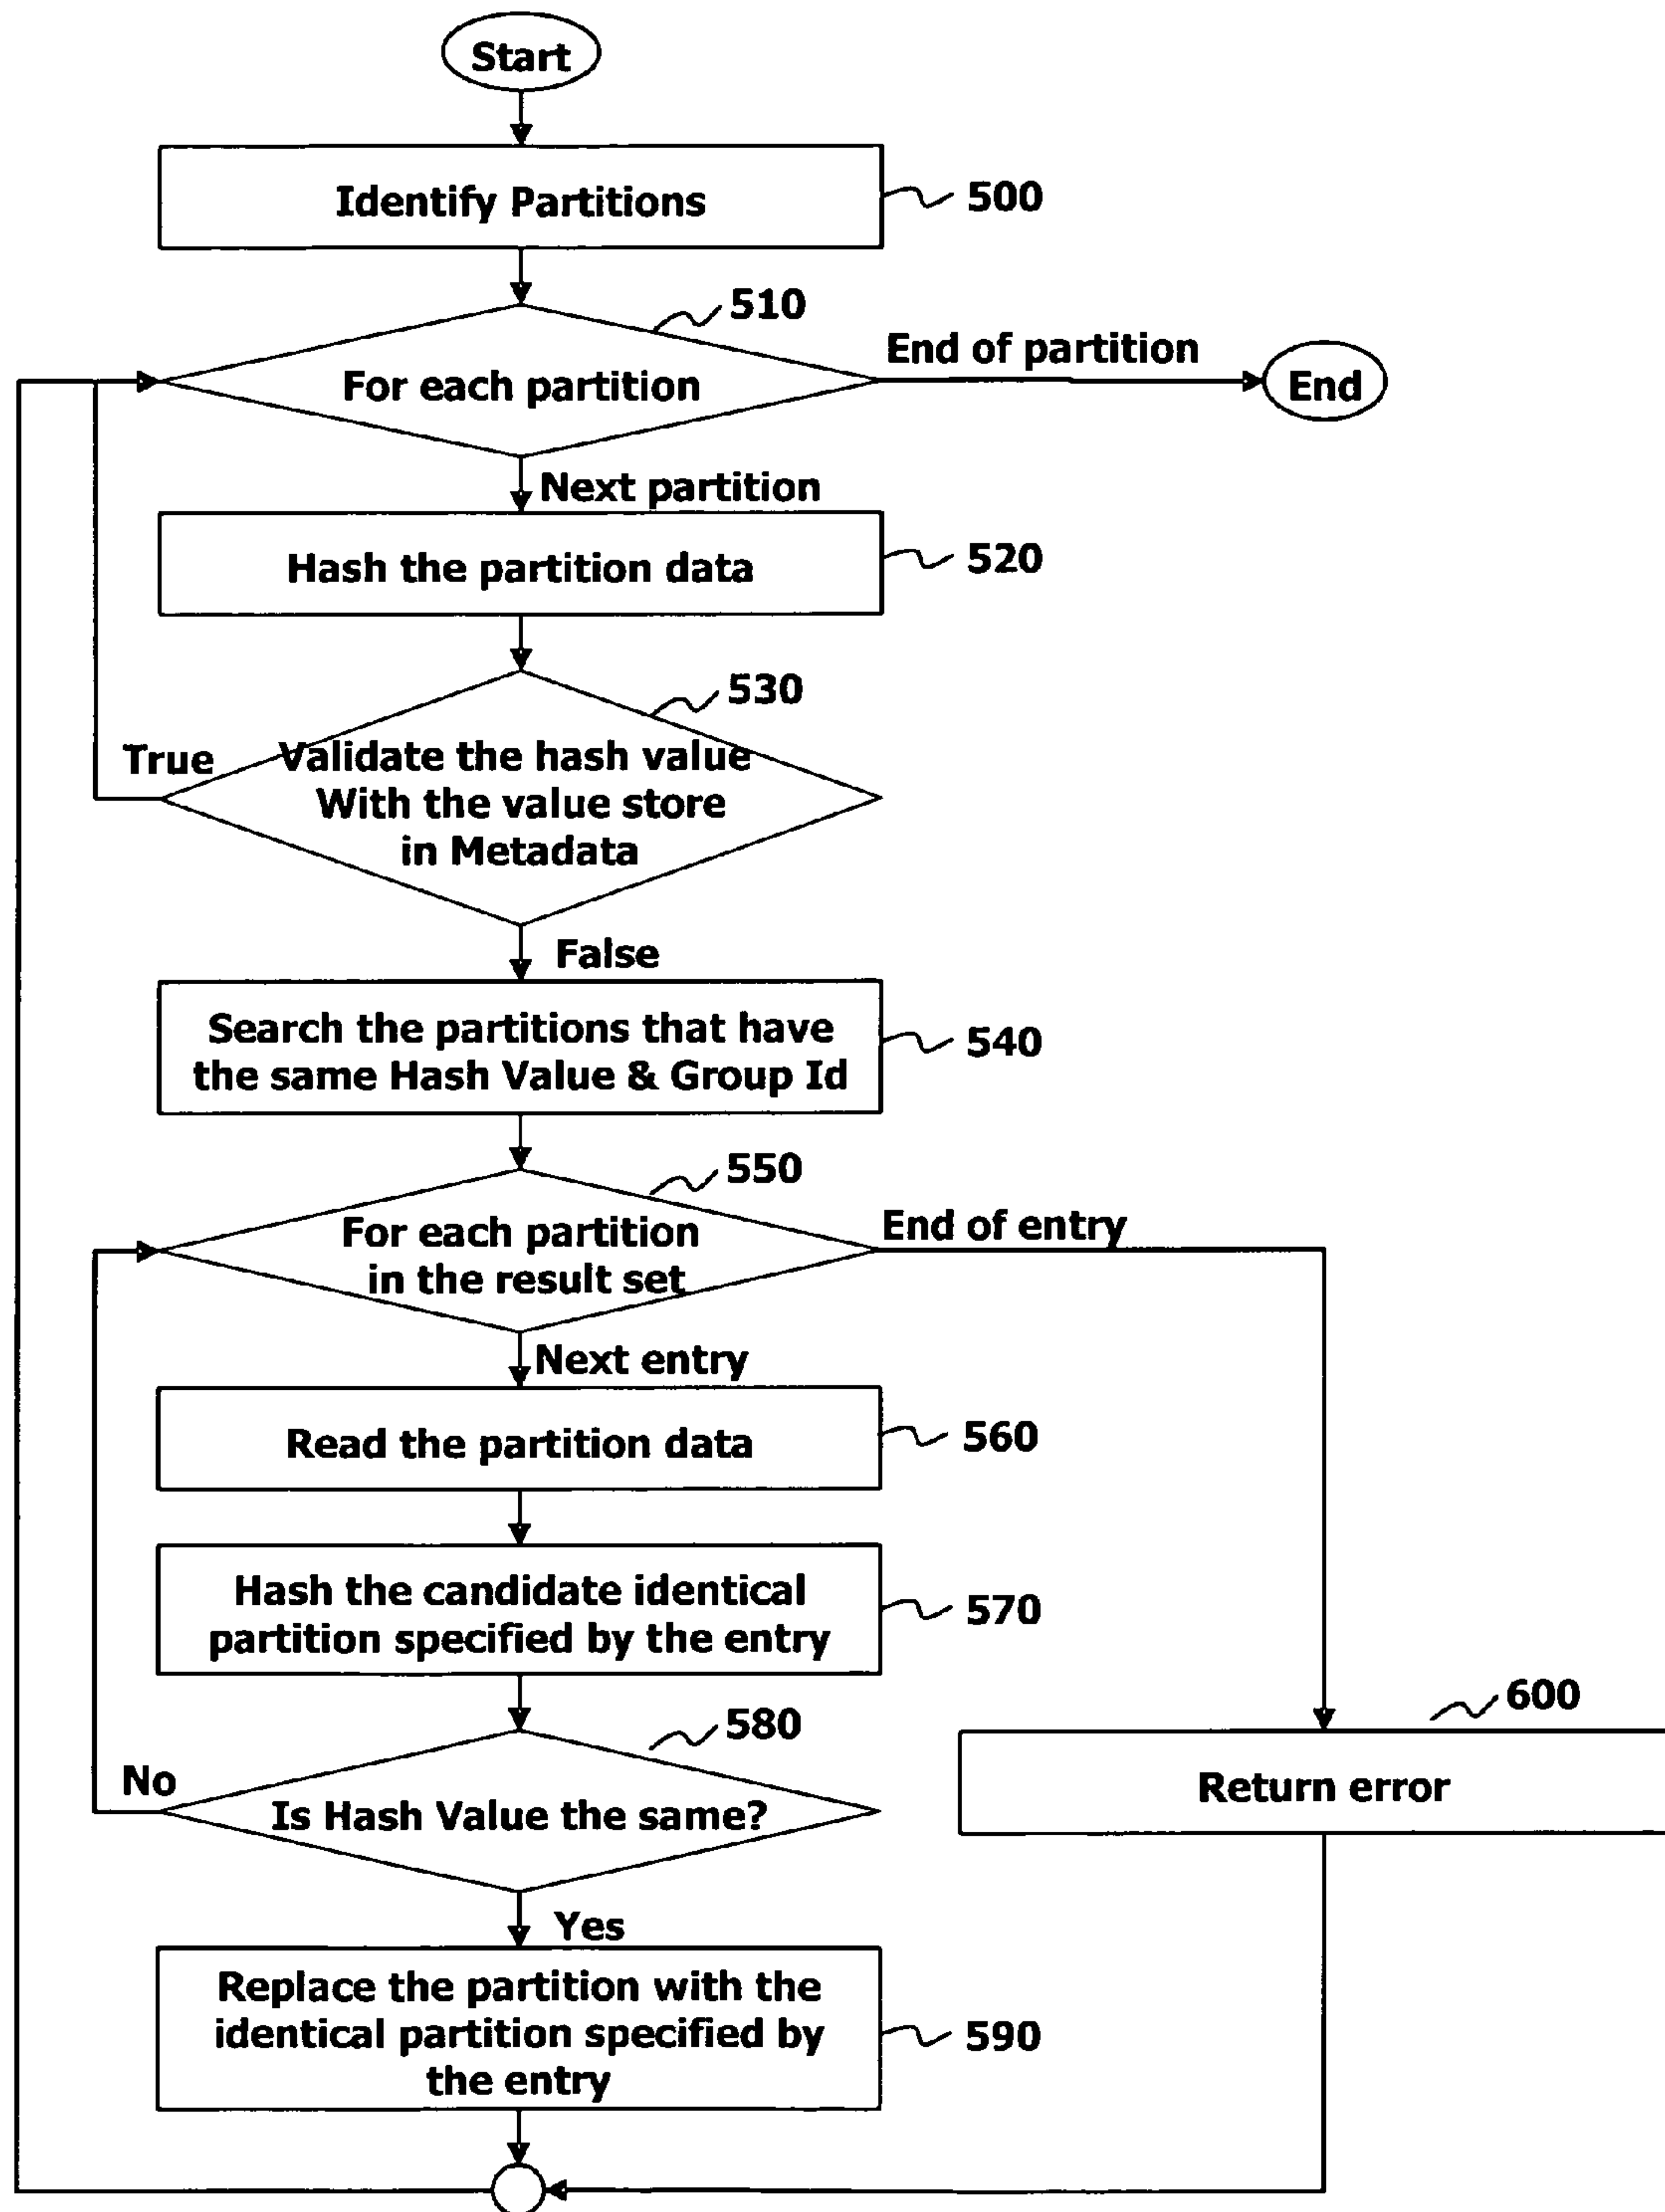 Start
Identify Partitions
500
510
For each partition
End of partition
End
Next partition
Hash the partition data
520
530
True
Validate the hash value
With the value store
in Metadata
False
Search the partitions that have
the same Hash Value & Group Id
540
550
For each partition
in the result set
End of entry
Next entry
Read the partition data
560
Hash the candidate identical
partition specified by the entry
570
580
No
Is Hash Value the same?
600
Return error
Yes
Replace the partition with the
identical partition specified by
the entry
590